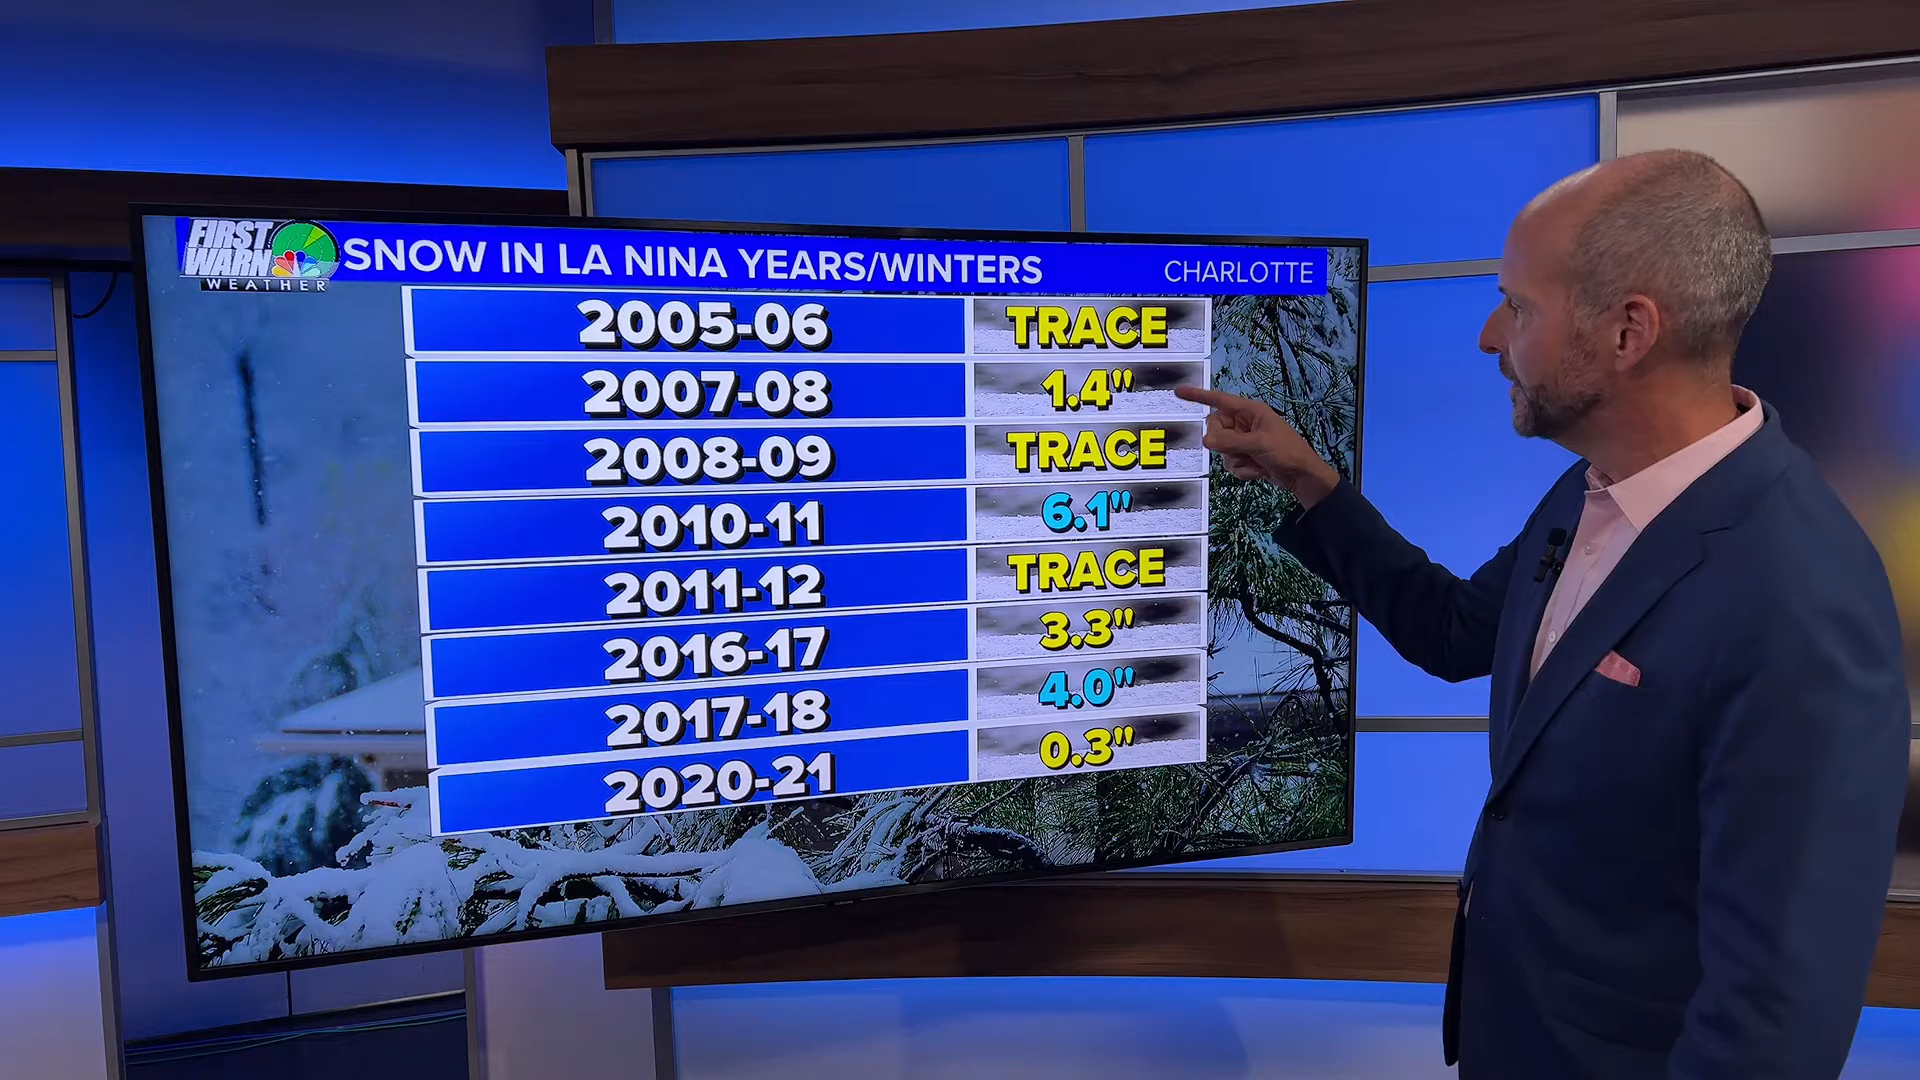 FIRST
WARN
WEATHER
SNOW IN LA NINA YEARS/WINTERS CHARLOTTE
2005-06 TRACE
2007-08 1.4"
2008-09 TRACE
2010-11 6.1"
2011-12 TRACE
2016-17 3.3"
2017-18 4.0"
2020-21 0.3"
SAMSUNG